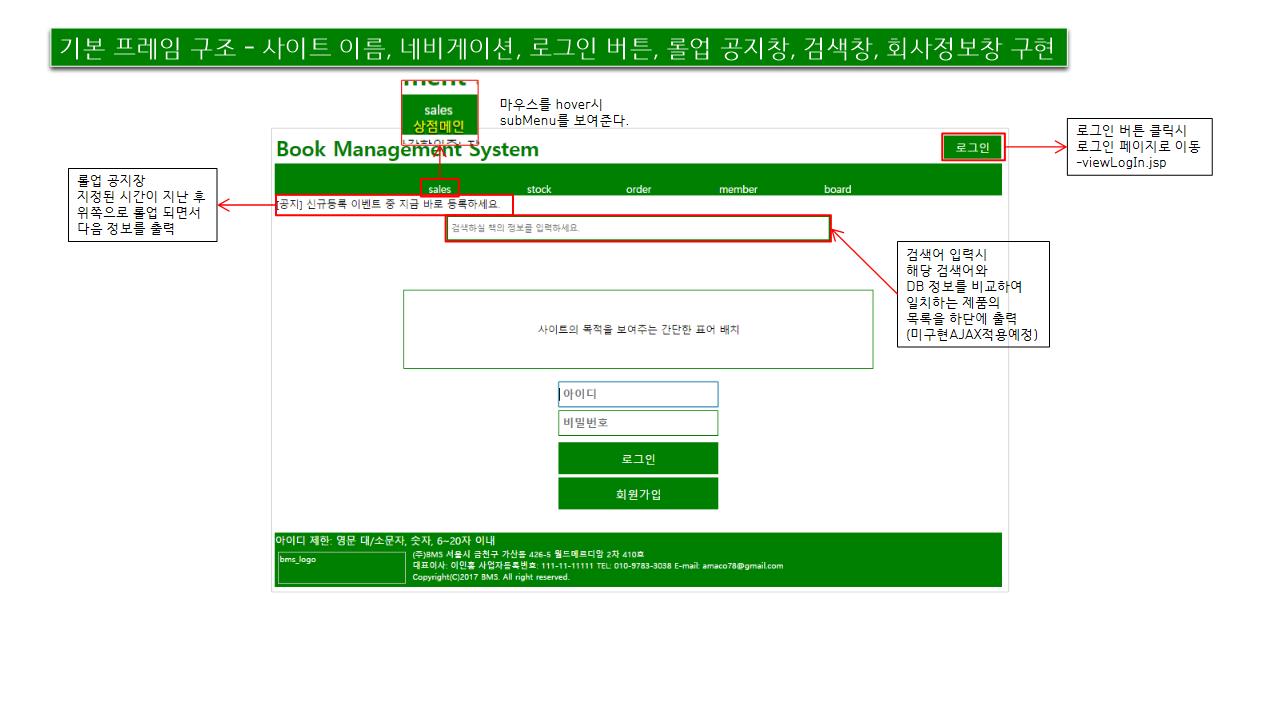 기본 프레임 구조 – 사이트 이름, 네비게이션, 로그인 버튼, 롤업 공지창, 검색창, 회사정보창 구현
sales
상점메인
마우스를 hover시
subMenu를 보여준다.
로그인 버튼 클릭시
로그인 페이지로 이동
-viewLogIn.jsp
Book Management System
로그인
롤업 공지장
지정된 시간이 지난 후
위쪽으로 롤업 되면서
다음 정보를 출력
sales stock order member board
[공지] 신규등록 이벤트 중 지금 바로 등록하세요.
검색하실 책의 정보를 입력하세요.
검색어 입력시
해당 검색어와
DB 정보를 비교하여
일치하는 제품의
목록을 하단에 출력
(미구현AJAX적용예정)
사이트의 목적을 보여주는 간단한 표어 배치
아이디
비밀번호
로그인
회원가입
아이디 제한: 영문 대/소문자, 숫자, 6~20자 이내
bms_logo
(주)BMS 서울시 금천구 가산동 426-5 월드메르디앙 2차 410호
대표이사: 이민홍 사업자등록번호: 111-11-11111 TEL: 010-9783-3038 E-mail: amaco78@gmail.com
Copyright(C)2017 BMS. All right reserved.